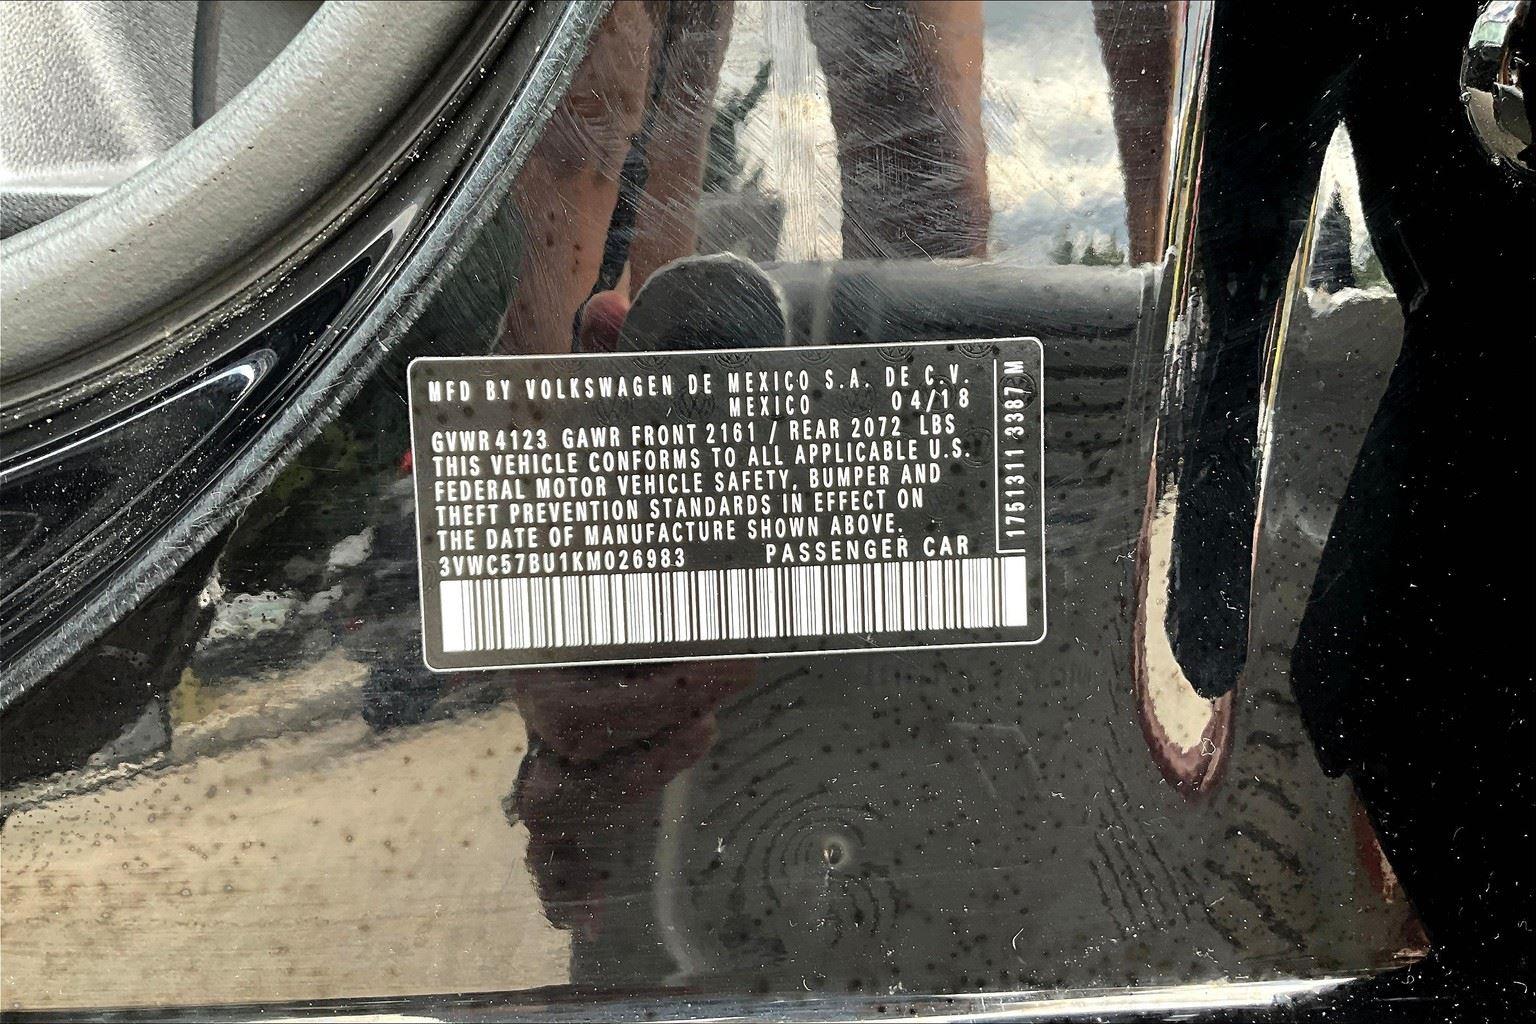 MFD BY VOLKSWAGEN DE MEXICO S.A. DE C.V.
MEXICO 04/18
GVWR 4123 GAWR FRONT 2161 / REAR 2072 LBS
THIS VEHICLE CONFORMS TO ALL APPLICABLE U.S.
FEDERAL MOTOR VEHICLE SAFETY, BUMPER AND
THEFT PREVENTION STANDARDS IN EFFECT ON
THE DATE OF MANUFACTURE SHOWN ABOVE.
3VWC57BU1KM026983 PASSENGER CAR
1751311 3387 M